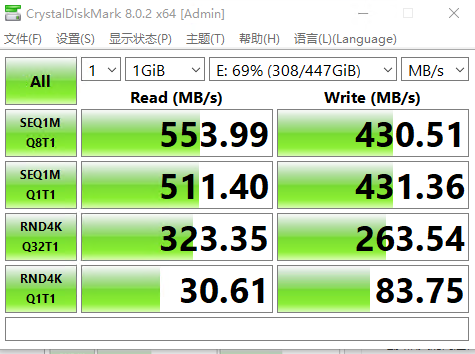 CrystalDiskMark 8.0.2 x64 [Admin]
文件(F) 设置(S) 显示状态(P) 主题(T) 帮助(H) 语言(L)(Language)
All 1 1GiB E: 69% (308/447GiB) MB/s
Read (MB/s) Write (MB/s)
SEQ1M
Q8T1 553.99 430.51
SEQ1M
Q1T1 511.40 431.36
RND4K
Q32T1 323.35 263.54
RND4K
Q1T1 30.61 83.75